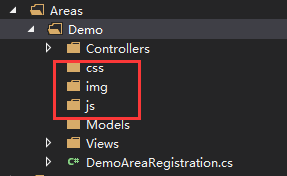 Areas
Demo
Controllers
css
img
js
Models
Views
C# DemoAreaRegistration.cs